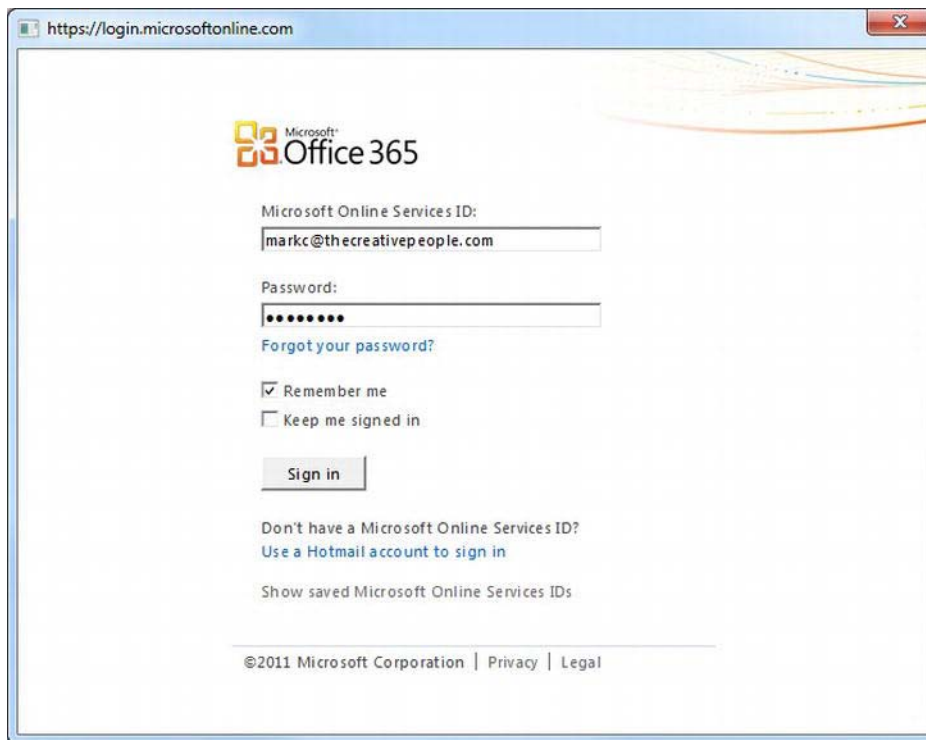 https://login.microsoftonline.com
Microsoft®
Office 365
Microsoft Online Services ID:
markc@thecreativepeople.com
Password:
••••••••
Forgot your password?
Remember me
Keep me signed in
Sign in
Don't have a Microsoft Online Services ID?
Use a Hotmail account to sign in
Show saved Microsoft Online Services IDs
©2011 Microsoft Corporation | Privacy | Legal